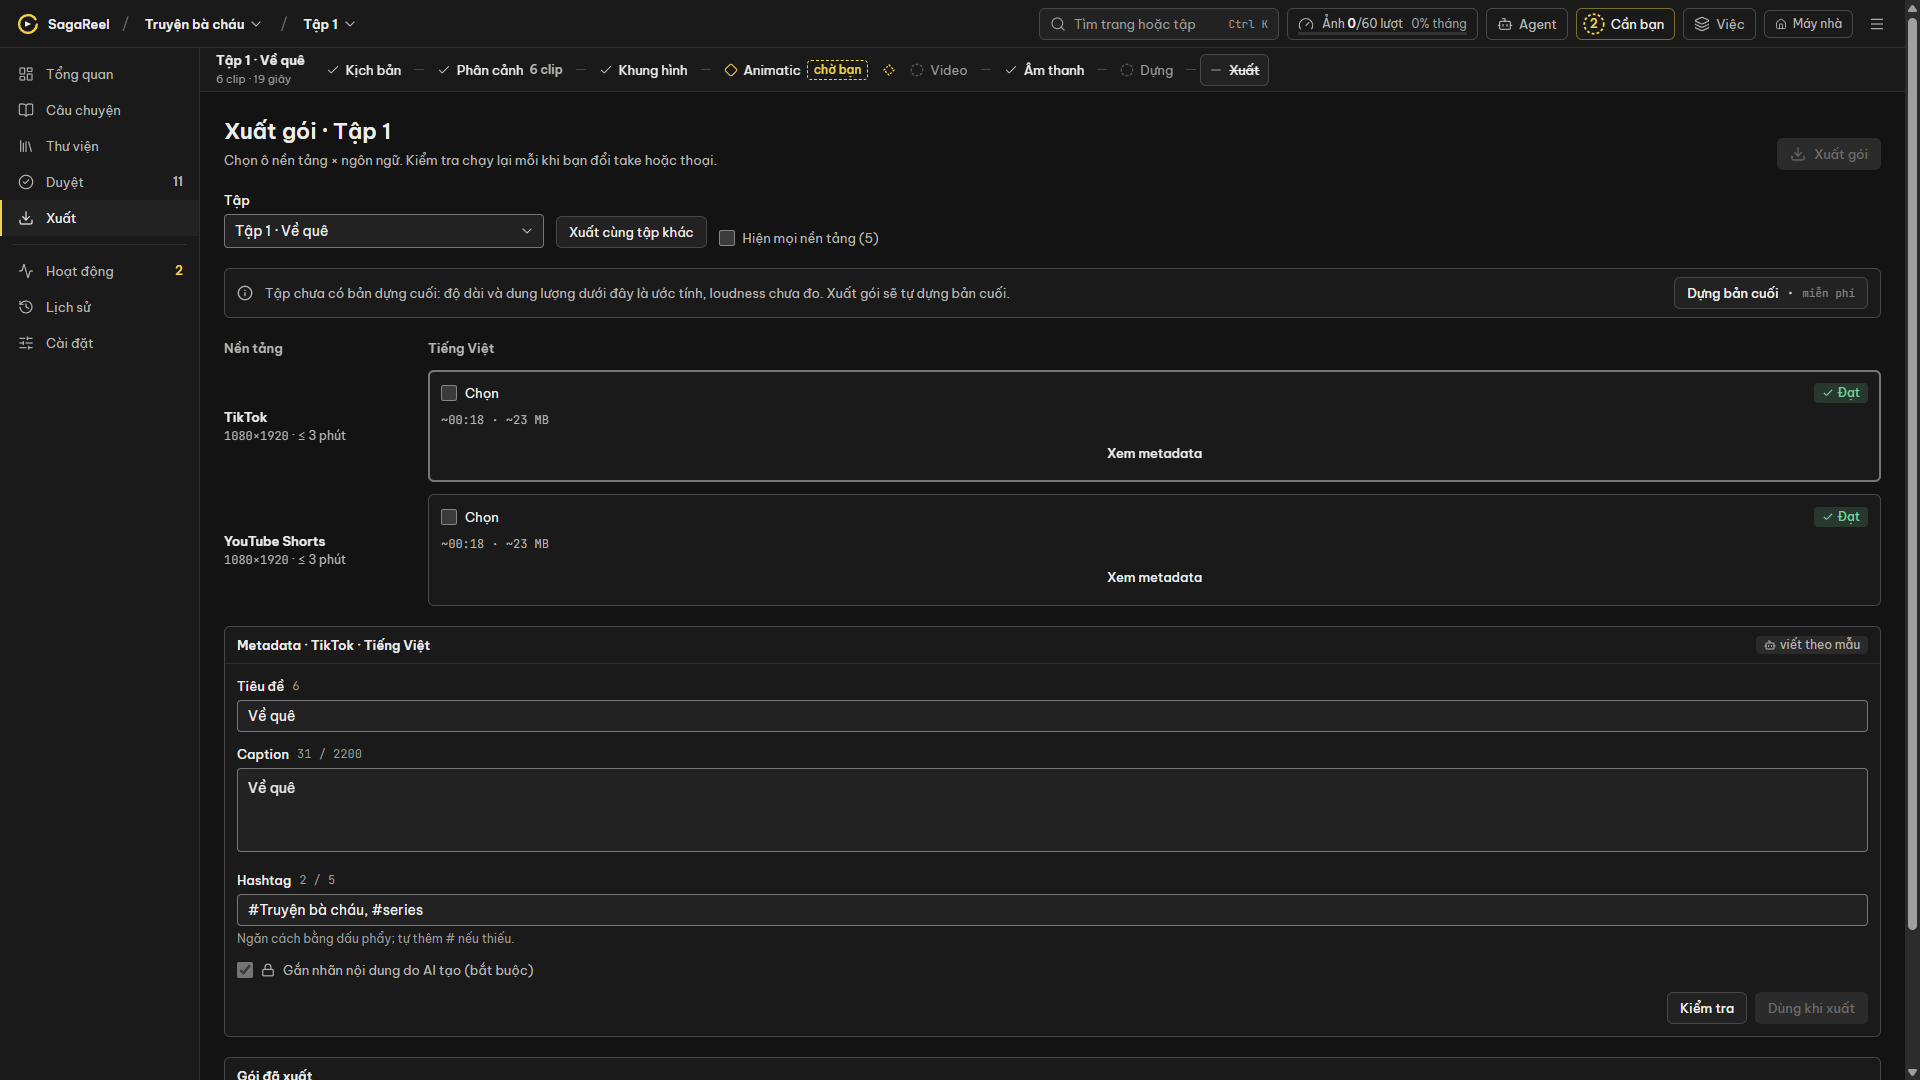 SagaReel / Truyện bà cháu / Tập 1
Tìm trang hoặc tập Ctrl K
Ảnh 0/60 lượt 0% tháng
Agent
2 Cần bạn
Việc
Máy nhà
Tổng quan
Câu chuyện
Thư viện
Duyệt 11
Xuất
Hoạt động 2
Lịch sử
Cài đặt
Tập 1 · Về quê
6 clip · 19 giây
Kịch bản — Phân cảnh 6 clip — Khung hình — Animatic chờ bạn Video — Âm thanh — Dựng — Xuất
Xuất gói · Tập 1
Chọn ô nền tảng × ngôn ngữ. Kiểm tra chạy lại mỗi khi bạn đổi take hoặc thoại.
Xuất gói
Tập
Tập 1 · Về quê
Xuất cùng tập khác
Hiện mọi nền tảng (5)
Tập chưa có bản dựng cuối: độ dài và dung lượng dưới đây là ước tính, loudness chưa đo. Xuất gói sẽ tự dựng bản cuối.
Dựng bản cuối · miễn phí
Nền tảng Tiếng Việt
TikTok
1080×1920 · ≤ 3 phút
Chọn
Đạt
~00:18 · ~23 MB
Xem metadata
YouTube Shorts
1080×1920 · ≤ 3 phút
Chọn
Đạt
~00:18 · ~23 MB
Xem metadata
Metadata · TikTok · Tiếng Việt
viết theo mẫu
Tiêu đề 6
Về quê
Caption 31 / 2200
Về quê
Hashtag 2 / 5
#Truyện bà cháu, #series
Ngăn cách bằng dấu phẩy; tự thêm # nếu thiếu.
Gắn nhãn nội dung do AI tạo (bắt buộc)
Kiểm tra
Dùng khi xuất
Gói đã xuất